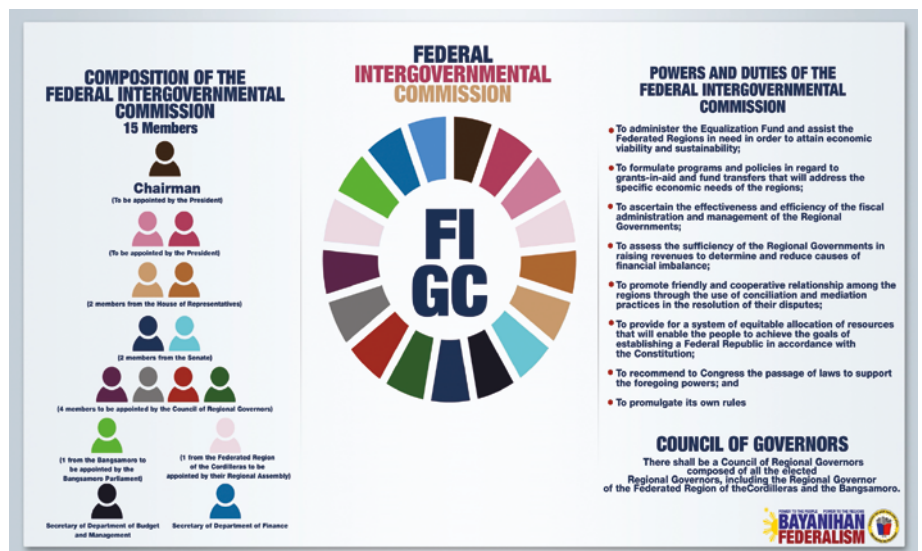 COMPOSITION OF THE
FEDERAL INTERGOVERNMENTAL
COMMISSION
15 Members
Chairman
(To be appointed by the President)
(To be appointed by the President)
(2 members from the House of Representatives)
(2 members from the Senate)
(4 members to be appointed by the Council of Regional Governors)
(1 from the Bangsamoro to
be appointed by the
Bangsamoro Parliament)
(1 from the Federated Region
of the Cordilleras to be
appointed by their Regional Assembly)
Secretary of Department of Budget
and Management
Secretary of Department of Finance
FEDERAL
INTERGOVERNMENTAL
COMMISSION
FI
GC
POWERS AND DUTIES OF THE
FEDERAL INTERGOVERNMENTAL
COMMISSION
• To administer the Equalization Fund and assist the
Federated Regions in need in order to attain economic
viability and sustainability;
• To formulate programs and policies in regard to
grants-in-aid and fund transfers that will address the
specific economic needs of the regions;
• To ascertain the effectiveness and efficiency of the fiscal
administration and management of the Regional
Governments;
• To assess the sufficiency of the Regional Governments in
raising revenues to determine and reduce causes of
financial imbalance;
• To promote friendly and cooperative relationship among the
regions through the use of conciliation and mediation
practices in the resolution of their disputes;
• To provide for a system of equitable allocation of resources
that will enable the people to achieve the goals of
establishing a Federal Republic in accordance with
the Constitution;
• To recommend to Congress the passage of laws to support
the foregoing powers; and
• To promulgate its own rules
COUNCIL OF GOVERNORS
There shall be a Council of Regional Governors
composed of all the elected
Regional Governors, including the Regional Governor
of the Federated Region of theCordilleras and the Bangsamoro.
POWER TO THE PEOPLE POWER TO THE REGIONS
BAYANIHAN
FEDERALISM